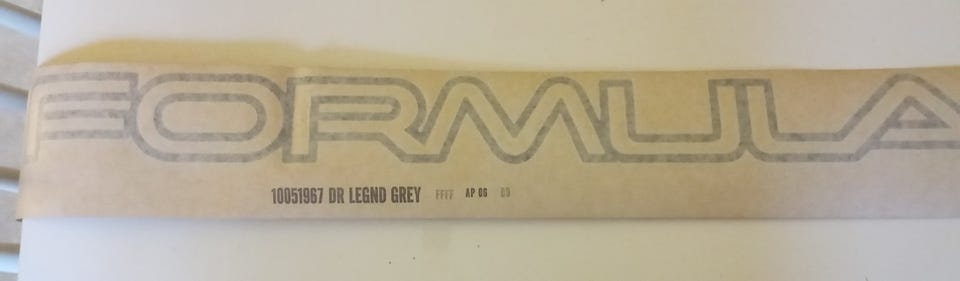 FORMULA
10051967 DR LEGND GREY FFFF AP 06